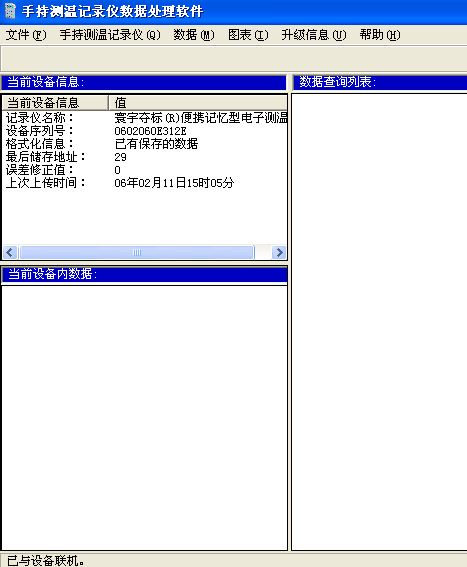 手持测温记录仪数据处理软件
文件(F) 手持测温记录仪(Q) 数据(M) 图表(I) 升级信息(U) 帮助(H)
当前设备信息:
当前设备信息 值
记录仪名称： 寰宇夺标(R)便携记忆型电子测温
设备序列号： 0602060E312E
格式化信息： 已有保存的数据
最后储存地址： 29
误差修正值： 0
上次上传时间： 06年02月11日15时05分
当前设备内数据:
数据查询列表:
已与设备联机。